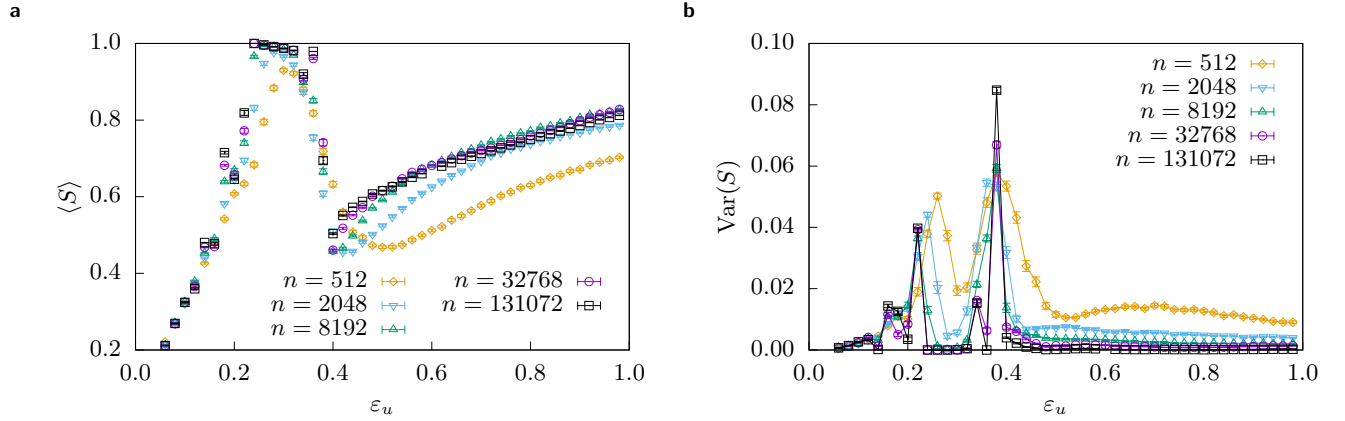 a
⟨S⟩
1.0
0.8
0.6
0.4
0.2
n = 512
n = 2048
n = 8192
n = 32768
n = 131072
0.0 0.2 0.4 0.6 0.8 1.0
ε_u
b
Var(S)
0.10
0.08
0.06
0.04
0.02
0.00
n = 512
n = 2048
n = 8192
n = 32768
n = 131072
0.0 0.2 0.4 0.6 0.8 1.0
ε_u